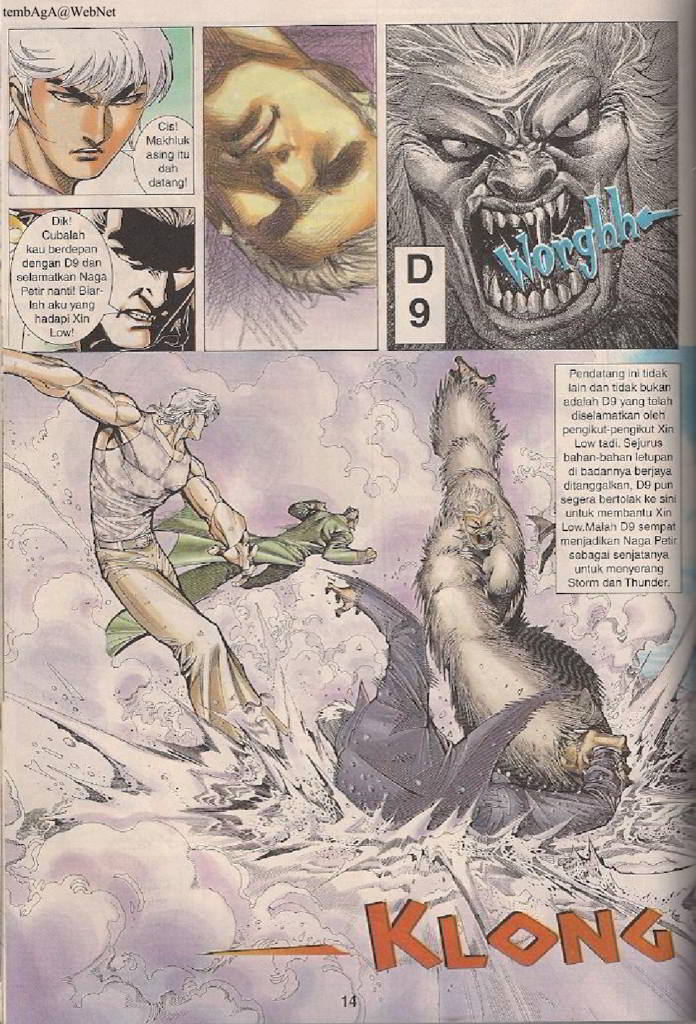 tembAgA@WebNet
Cis!
Makhluk
asing itu
dah
datang!
Dik!
Cubalah
kau berdepan
dengan D9 dan
selamatkan Naga
Petir nanti! Biar-
lah aku yang
hadapi Xin
Low!
D
9
Worghh
Pendatang ini tidak
lain dan tidak bukan
adalah D9 yang telah
diselamatkan oleh
pengikut-pengikut Xin
Low tadi. Sejurus
bahan-bahan letupan
di badannya berjaya
ditanggalkan, D9 pun
segera bertolak ke sini
untuk membantu Xin
Low.Malah D9 sempat
menjadikan Naga Petir
sebagai senjatanya
untuk menyerang
Storm dan Thunder.
KLONG
14